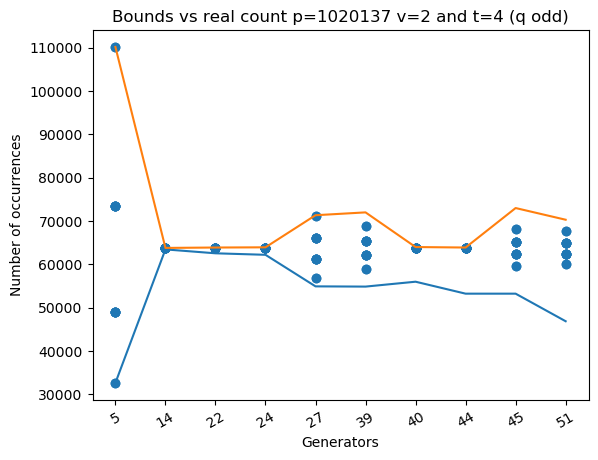 Bounds vs real count p=1020137 v=2 and t=4 (q odd)
Number of occurrences
110000
100000
90000
80000
70000
60000
50000
40000
30000
5 14 22 24 27 39 40 44 45 51
Generators